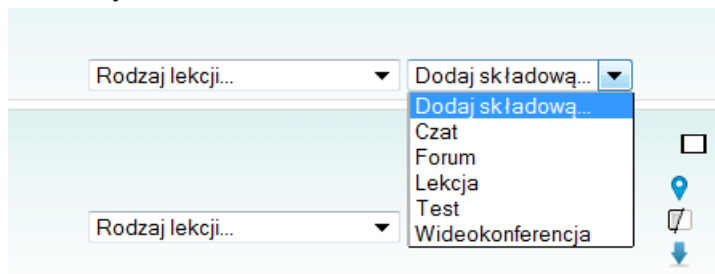 Rodzaj lekcji... Dodaj składową...
Dodaj składową...
Czat
Forum
Lekcja
Test
Rodzaj lekcji... Wideokonferencja